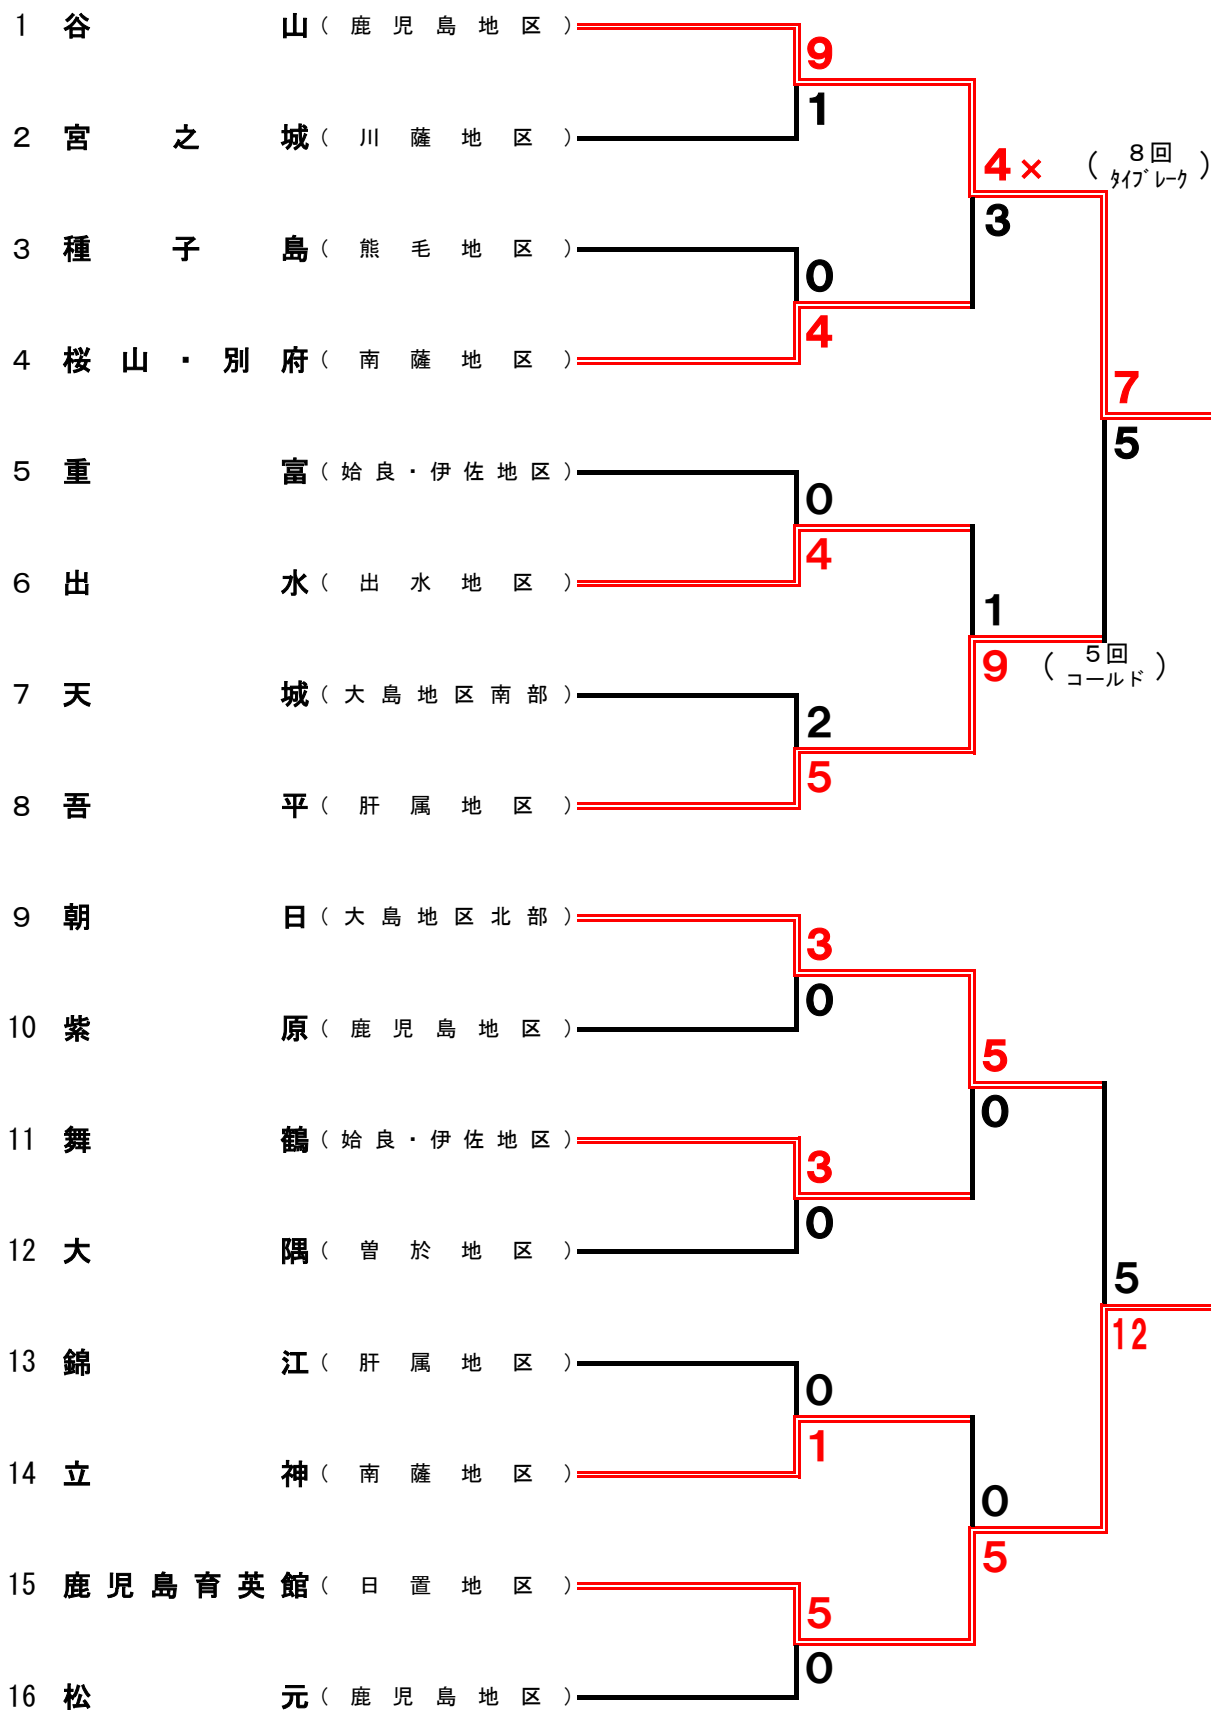 1 谷山（鹿児島地区）
9
1
2 宮之城（川薩地区）
4× （8回ﾀｲﾌﾞﾚｰｸ）
3
3 種子島（熊毛地区）
0
4
4 桜山・別府（南薩地区）
7
5
5 重富（姶良・伊佐地区）
0
4
6 出水（出水地区）
1
9 （5回コールド）
7 天城（大島地区南部）
2
5
8 吾平（肝属地区）
9 朝日（大島地区北部）
3
0
10 紫原（鹿児島地区）
5
0
11 舞鶴（姶良・伊佐地区）
3
0
12 大隅（曽於地区）
5
12
13 錦江（肝属地区）
0
1
14 立神（南薩地区）
0
5
15 鹿児島育英館（日置地区）
5
0
16 松元（鹿児島地区）